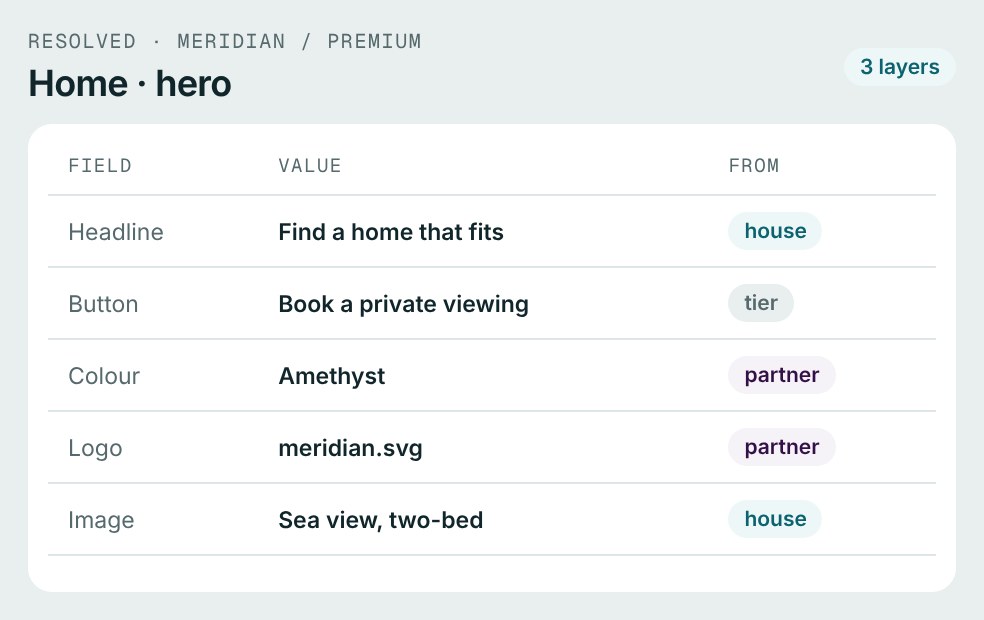 RESOLVED · MERIDIAN / PREMIUM
Home · hero
3 layers
FIELD VALUE FROM
Headline Find a home that fits house
Button Book a private viewing tier
Colour Amethyst partner
Logo meridian.svg partner
Image Sea view, two-bed house